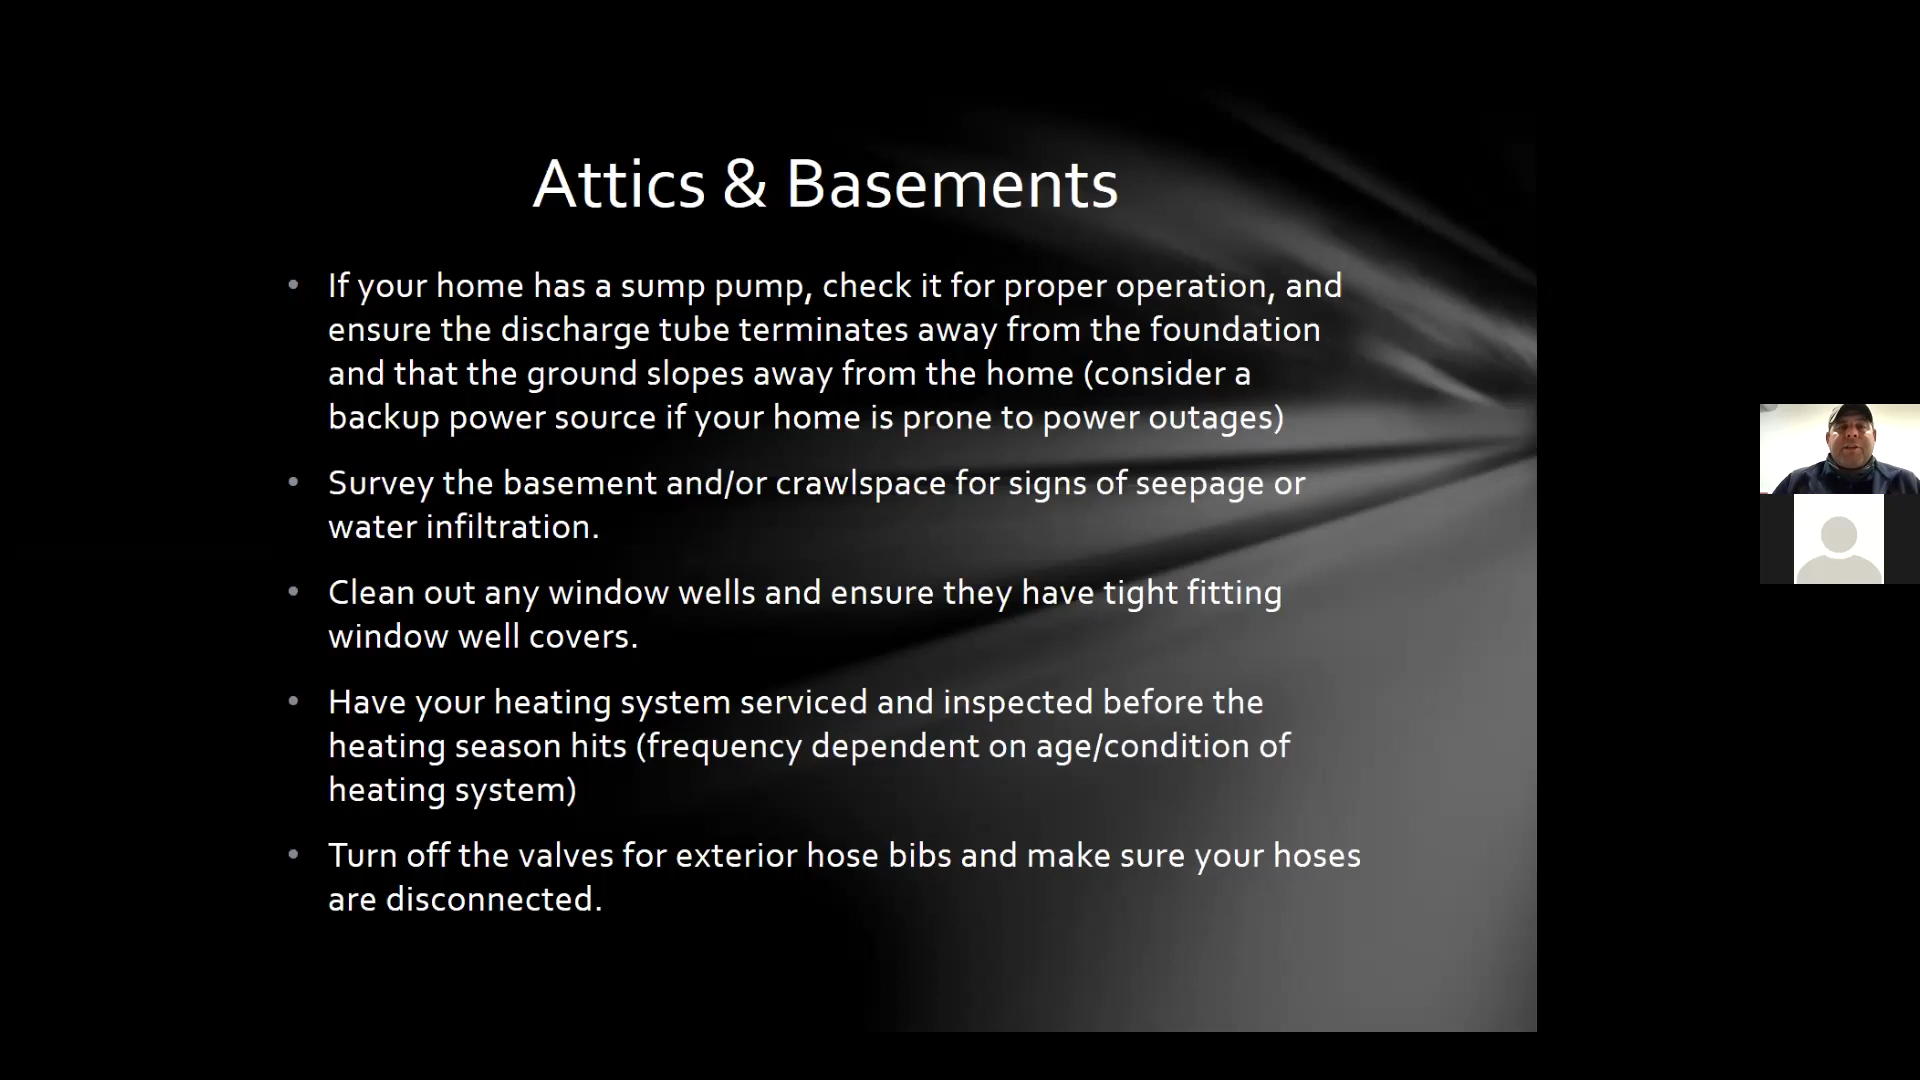 Attics & Basements
• If your home has a sump pump, check it for proper operation, and
ensure the discharge tube terminates away from the foundation
and that the ground slopes away from the home (consider a
backup power source if your home is prone to power outages)
• Survey the basement and/or crawlspace for signs of seepage or
water infiltration.
• Clean out any window wells and ensure they have tight fitting
window well covers.
• Have your heating system serviced and inspected before the
heating season hits (frequency dependent on age/condition of
heating system)
• Turn off the valves for exterior hose bibs and make sure your hoses
are disconnected.